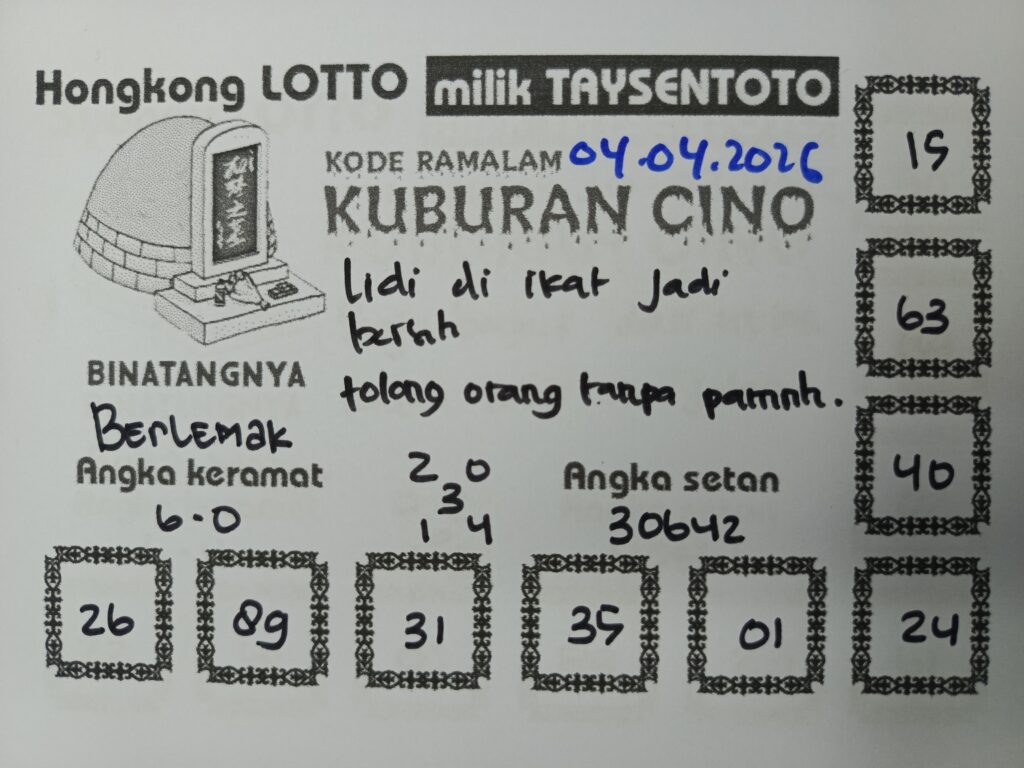 Hongkong LOTTO milik TAYSENTOTO
KODE RAMALAM 04.04.2026
KUBURAN CINO
lidi di ikat jadi
bersih
tolong orang tanpa pamrih.
BINATANGNYA
BERLEMAK
Angka keramat
6.0
2 0
3
1 4
Angka setan
30642
15
63
40
26 89 31 35 01 24